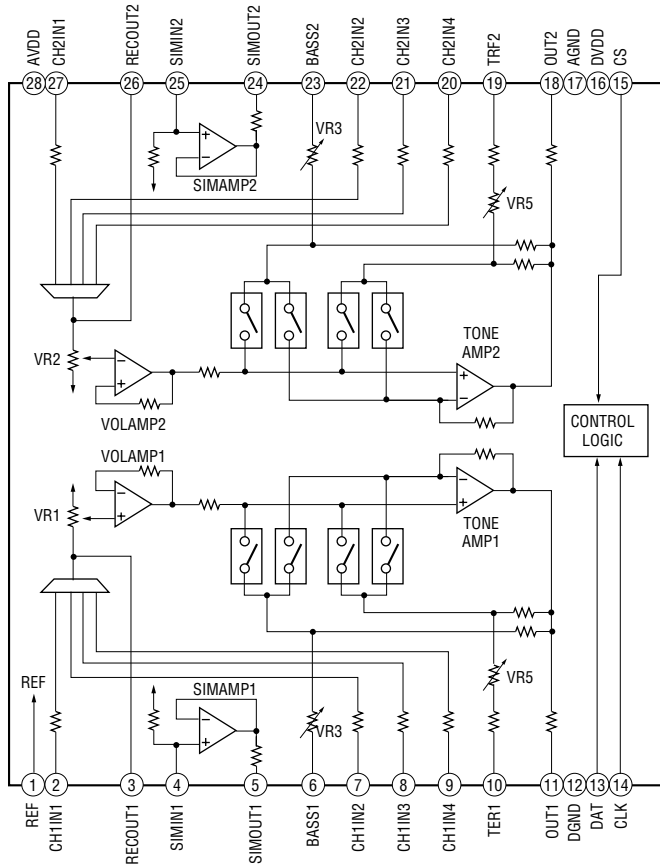 AVDD
CH2IN1
RECOUT2
SIMIN2
SIMOUT2
BASS2
CH2IN2
CH2IN3
CH2IN4
TRF2
OUT2
AGND
DVDD
CS
28
27
26
25
24
23
22
21
20
19
18
17
16
15
+
−
SIMAMP2
VR3
VR5
VR2
−
+
VOLAMP2
TONE
AMP2
+
−
CONTROL
LOGIC
VOLAMP1
−
+
VR1
−
+
TONE
AMP1
REF
SIMAMP1
−
+
VR3
VR5
1
2
3
4
5
6
7
8
9
10
11
12
13
14
REF
CH1IN1
RECOUT1
SIMIN1
SIMOUT1
BASS1
CH1IN2
CH1IN3
CH1IN4
TER1
OUT1
DGND
DAT
CLK